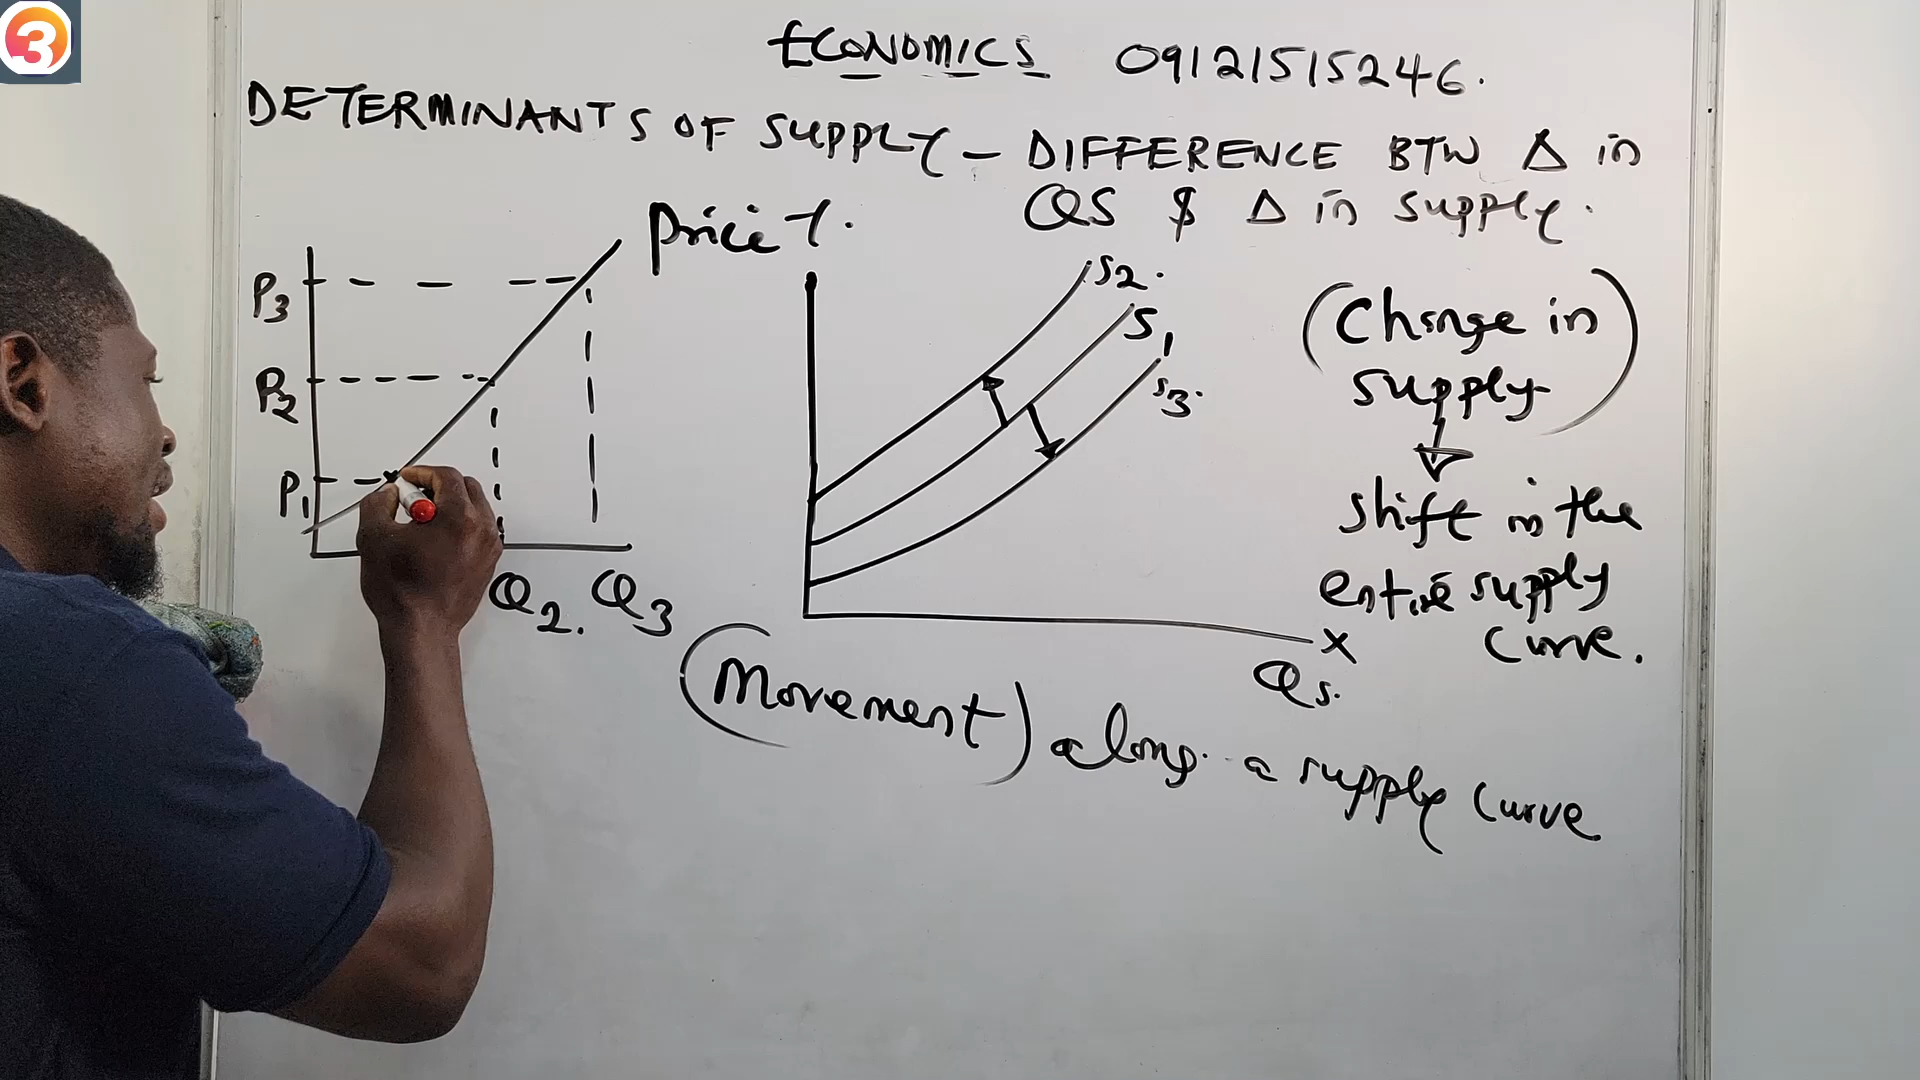 3
ECONOMICS 09121515246.
DETERMINANTS OF SUPPLY - DIFFERENCE BTW Δ in
QS & Δ in supply.
Price Y.
P3
P2
P1
Q2. Q3
S2.
S1
S3.
Qs.
X
(Change in
supply)
shift in the
entire supply
curve.
(Movement) along a supply curve